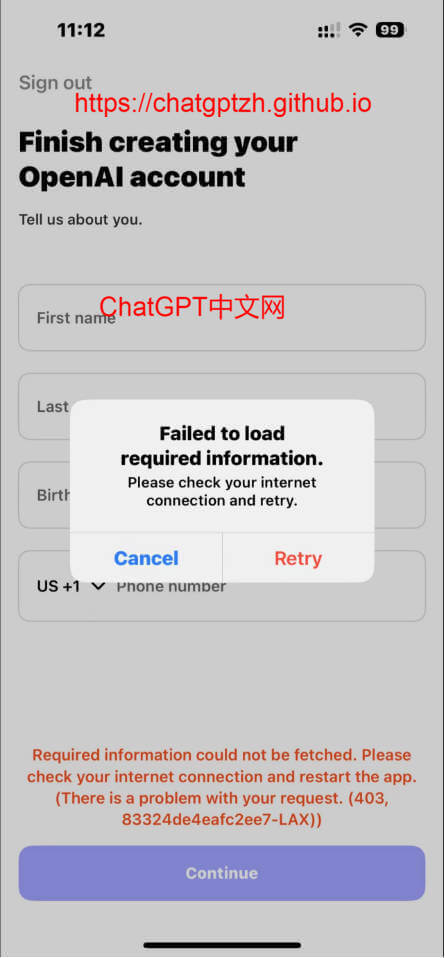 11:12
99
Sign out
https://chatgptzh.github.io
Finish creating your
OpenAI account
Tell us about you.
ChatGPT中文网
First name
Last
Failed to load
required information.
Please check your internet
connection and retry.
Birth
Cancel
Retry
US +1
Phone number
Required information could not be fetched. Please
check your internet connection and restart the app.
(There is a problem with your request. (403,
83324de4eafc2ee7-LAX))
Continue